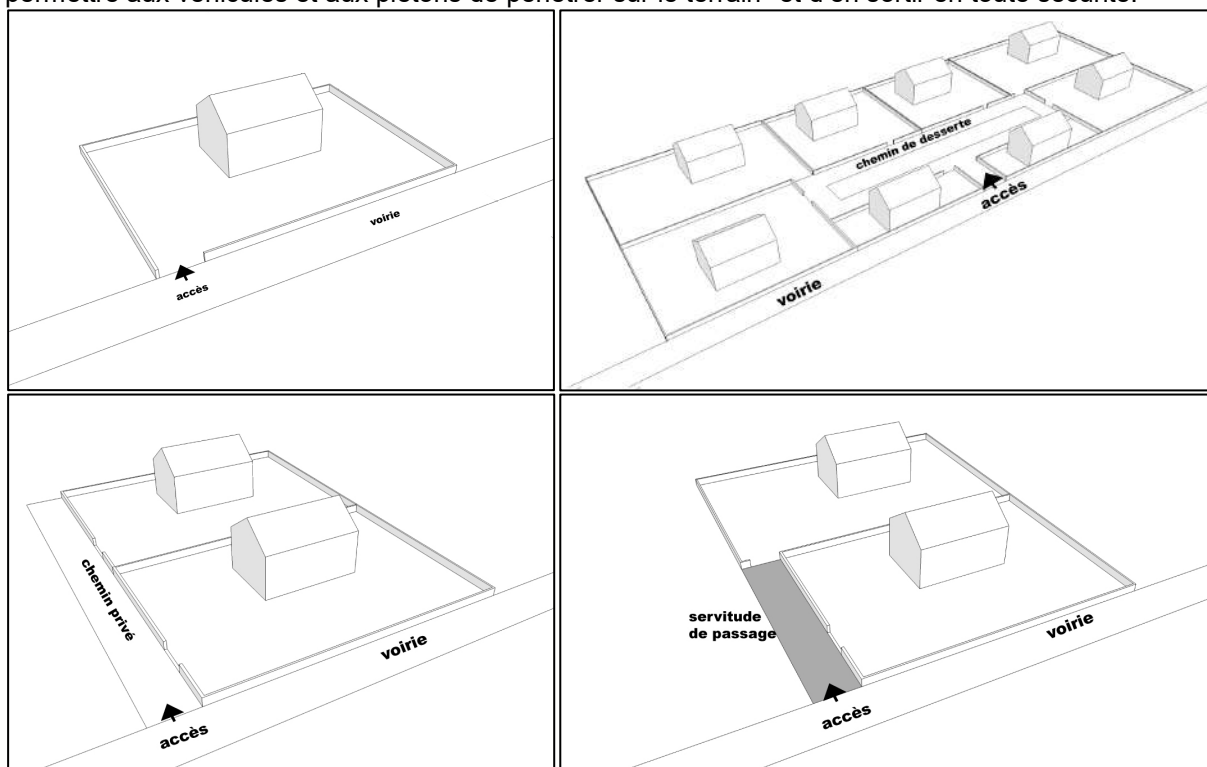 permettre aux véhicules et aux piétons de pénétrer sur le terrain et d'en sortir en toute sécurité.
voirie
accès
chemin de desserte
accès
voirie
chemin privé
voirie
accès
servitude
de passage
voirie
accès